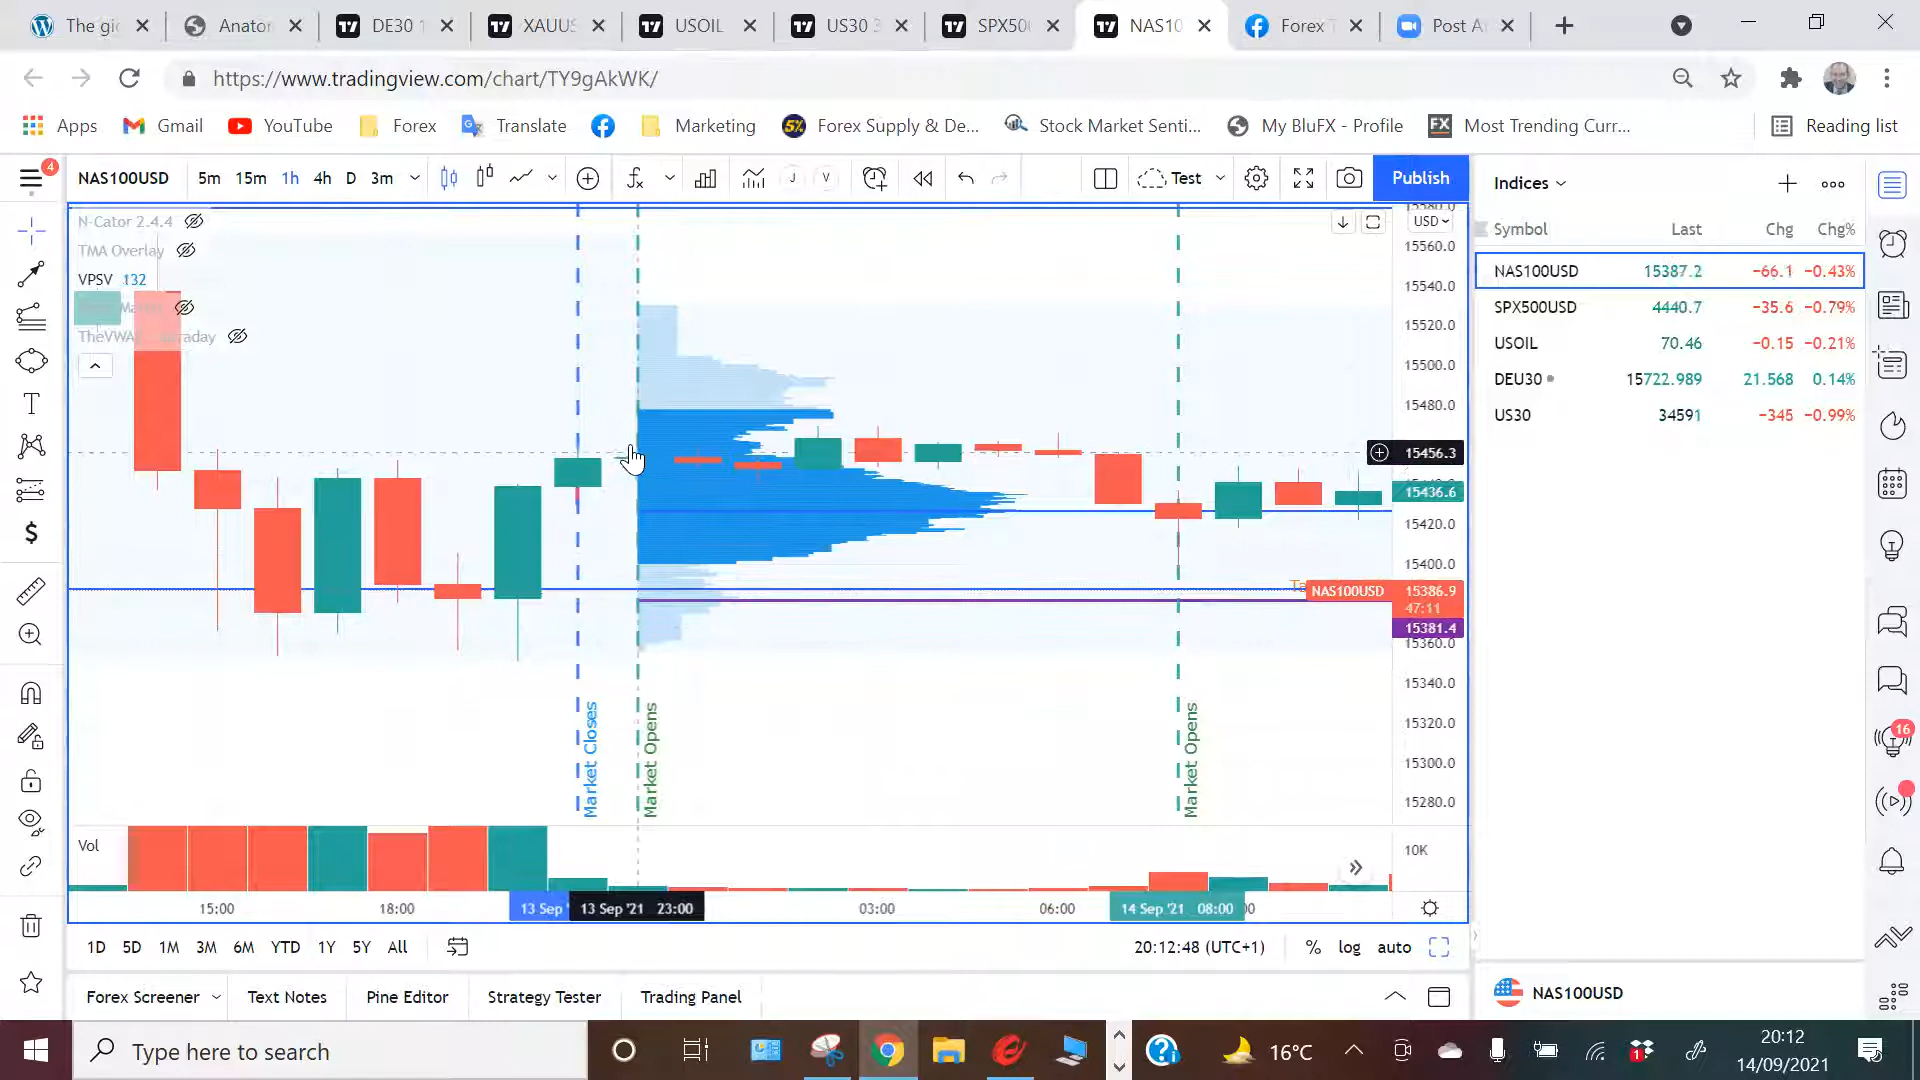 The gi
Anator
DE30 1
XAUUS
USOIL
US30 3
SPX500
NAS10
Forex T
Post A
https://www.tradingview.com/chart/TY9gAkWK/
Apps
Gmail
YouTube
Forex
Translate
Marketing
Forex Supply & De...
Stock Market Senti...
My BluFX - Profile
Most Trending Curr...
Reading list
4
NAS100USD
5m
15m
1h
4h
D
3m
J
V
Test
Publish
Indices
N-Cator 2.4.4
TMA Overlay
VPSV 132
USD
Symbol
Last
Chg
Chg%
NAS100USD 15387.2 −66.1 −0.43%
SPX500USD 4440.7 −35.6 −0.79%
USOIL 70.46 −0.15 −0.21%
DEU30 15722.989 21.568 0.14%
US30 34591 −345 −0.99%
15580.0
15560.0
15540.0
15520.0
15500.0
15480.0
15456.3
15436.6
15420.0
15400.0
NAS100USD 15386.9
47:11
15381.4
15360.0
15340.0
15320.0
15300.0
15280.0
Market Closes
Market Opens
Market Opens
Vol
10K
15:00
18:00
13 Sep '
13 Sep '21 23:00
03:00
06:00
14 Sep '21 08:00
1D
5D
1M
3M
6M
YTD
1Y
5Y
All
20:12:48 (UTC+1)
%
log
auto
16
Forex Screener
Text Notes
Pine Editor
Strategy Tester
Trading Panel
NAS100USD
Type here to search
16°C
1
20:12
14/09/2021